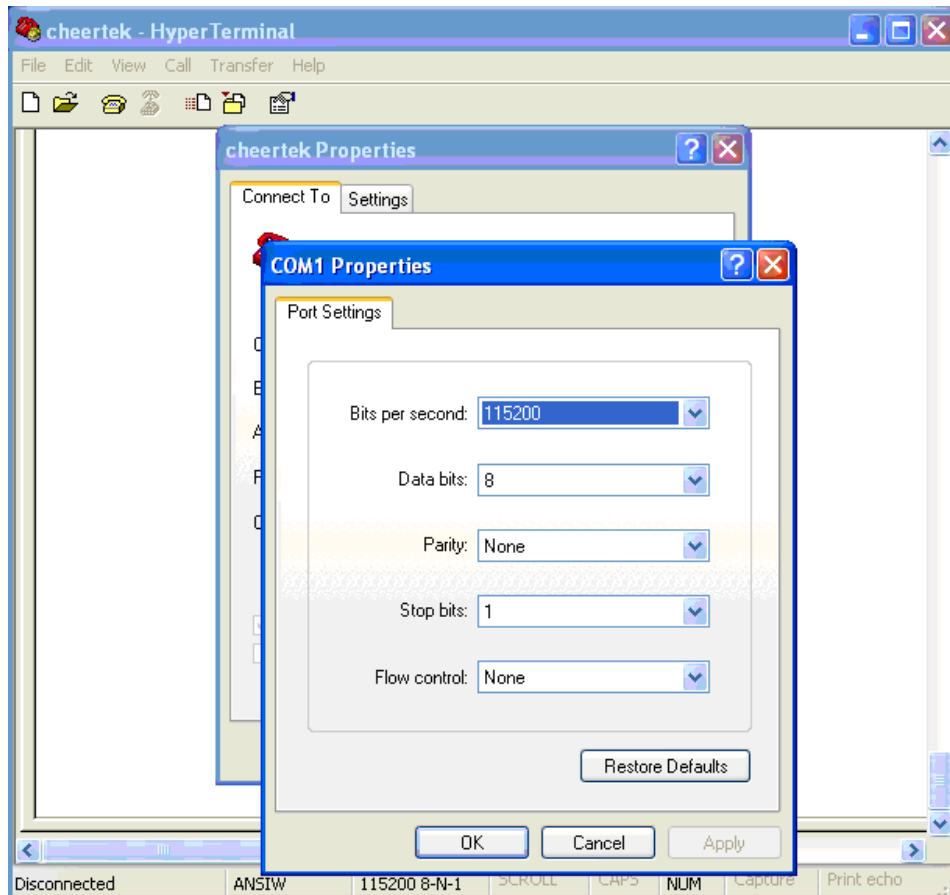 cheertek - HyperTerminal
File Edit View Call Transfer Help
cheertek Properties
Connect To Settings
COM1 Properties
Port Settings
Bits per second: 115200
Data bits: 8
Parity: None
Stop bits: 1
Flow control: None
Restore Defaults
OK Cancel Apply
Disconnected ANSIW 115200 8-N-1 SCROLL CAPS NUM Capture Print echo